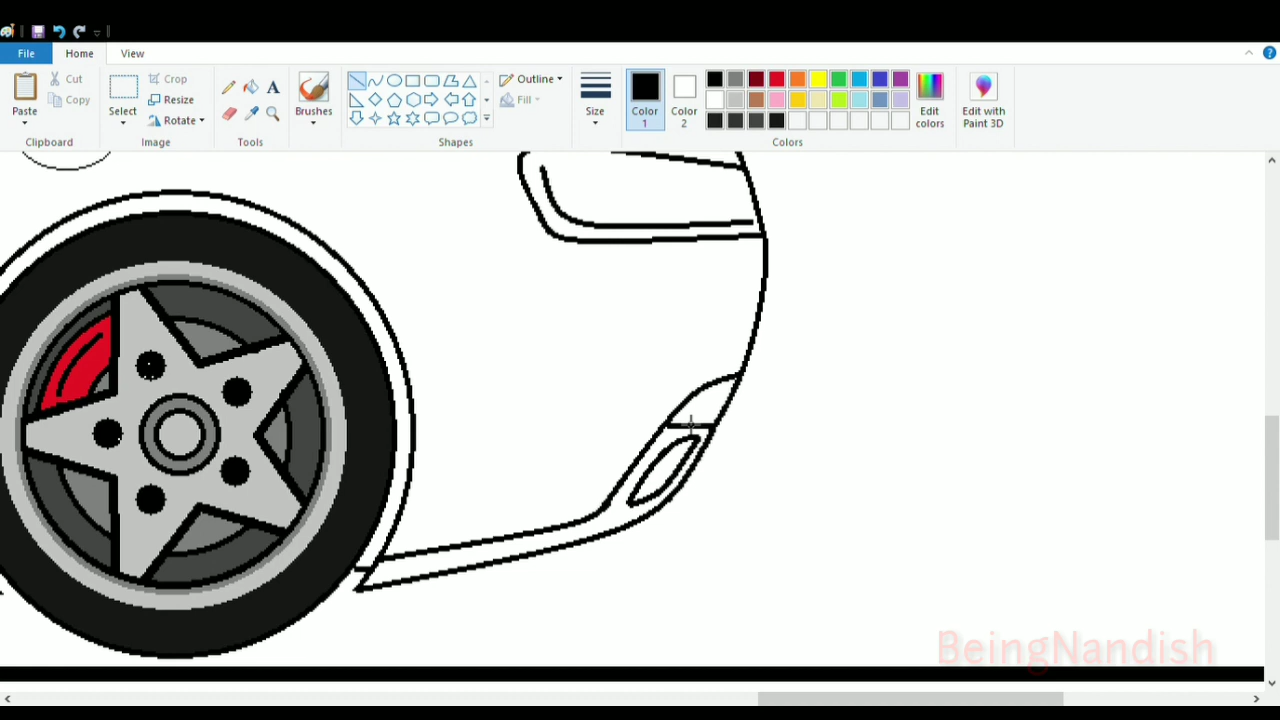 File Home View
Paste
Cut
Copy
Clipboard
Select
Crop
Resize
Rotate
Image
Tools
Brushes
Shapes
Outline
Fill
Size
Color 1
Color 2
Edit colors
Colors
Edit with Paint 3D
BeingNandish